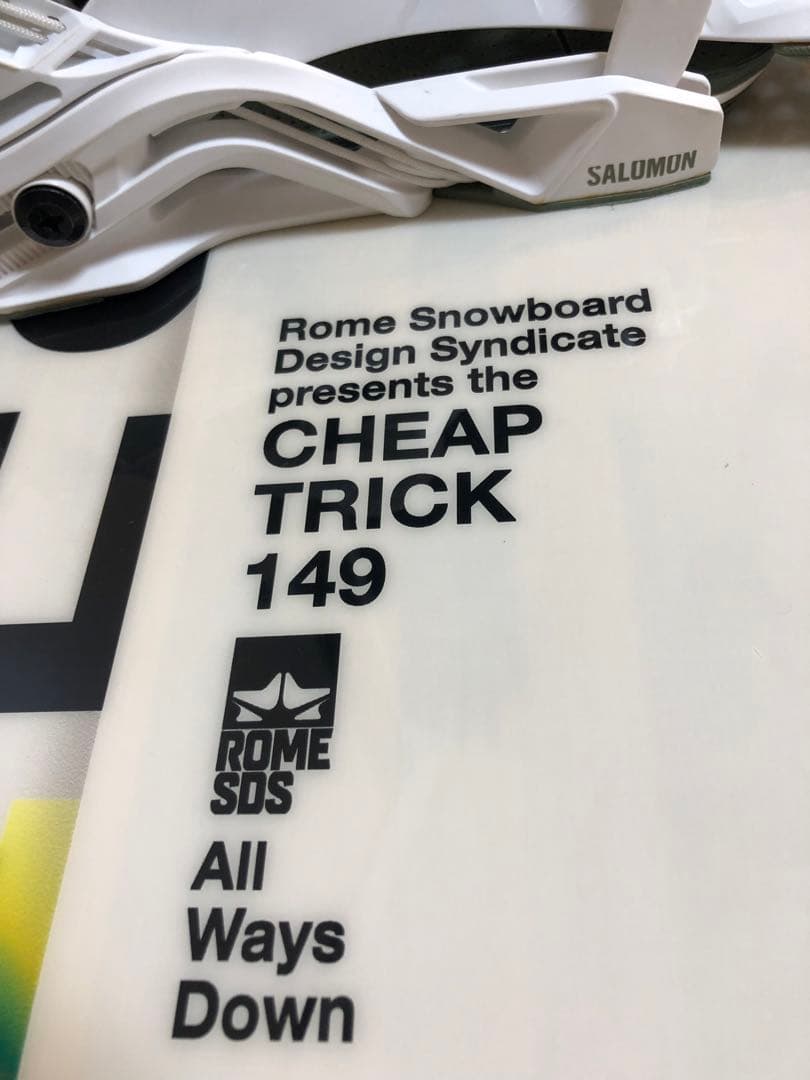 SALOMON
Rome Snowboard
Design Syndicate
presents the
CHEAP
TRICK
149
ROME
SDS
All
Ways
Down